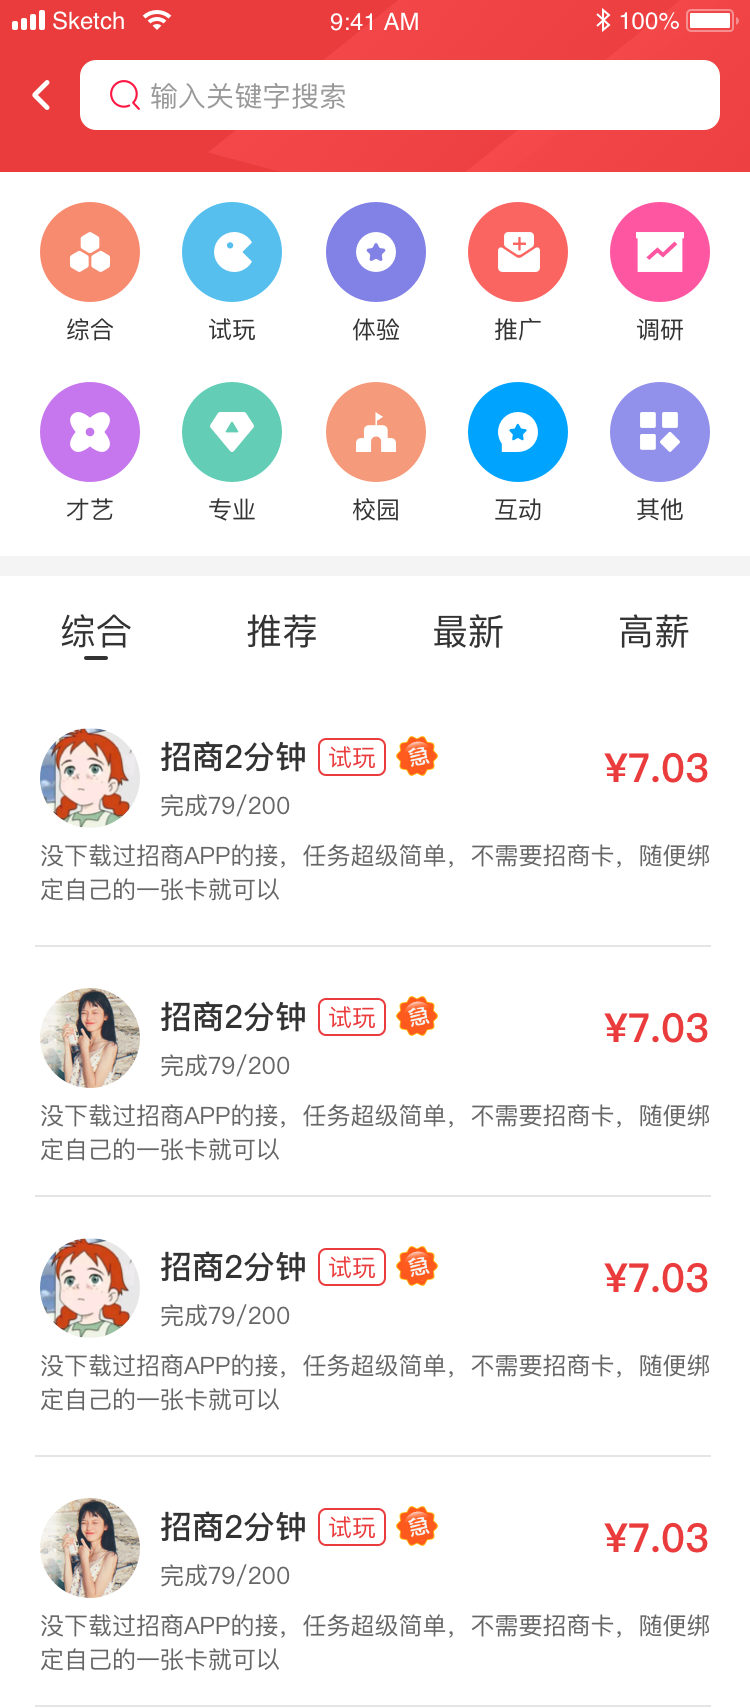 Sketch 9:41 AM 100%
输入关键字搜索
综合 试玩 体验 推广 调研
才艺 专业 校园 互动 其他
综合 推荐 最新 高薪
招商2分钟 试玩 急 ¥7.03
完成79/200
没下载过招商APP的接，任务超级简单，不需要招商卡，随便绑
定自己的一张卡就可以
招商2分钟 试玩 急 ¥7.03
完成79/200
没下载过招商APP的接，任务超级简单，不需要招商卡，随便绑
定自己的一张卡就可以
招商2分钟 试玩 急 ¥7.03
完成79/200
没下载过招商APP的接，任务超级简单，不需要招商卡，随便绑
定自己的一张卡就可以
招商2分钟 试玩 急 ¥7.03
完成79/200
没下载过招商APP的接，任务超级简单，不需要招商卡，随便绑
定自己的一张卡就可以